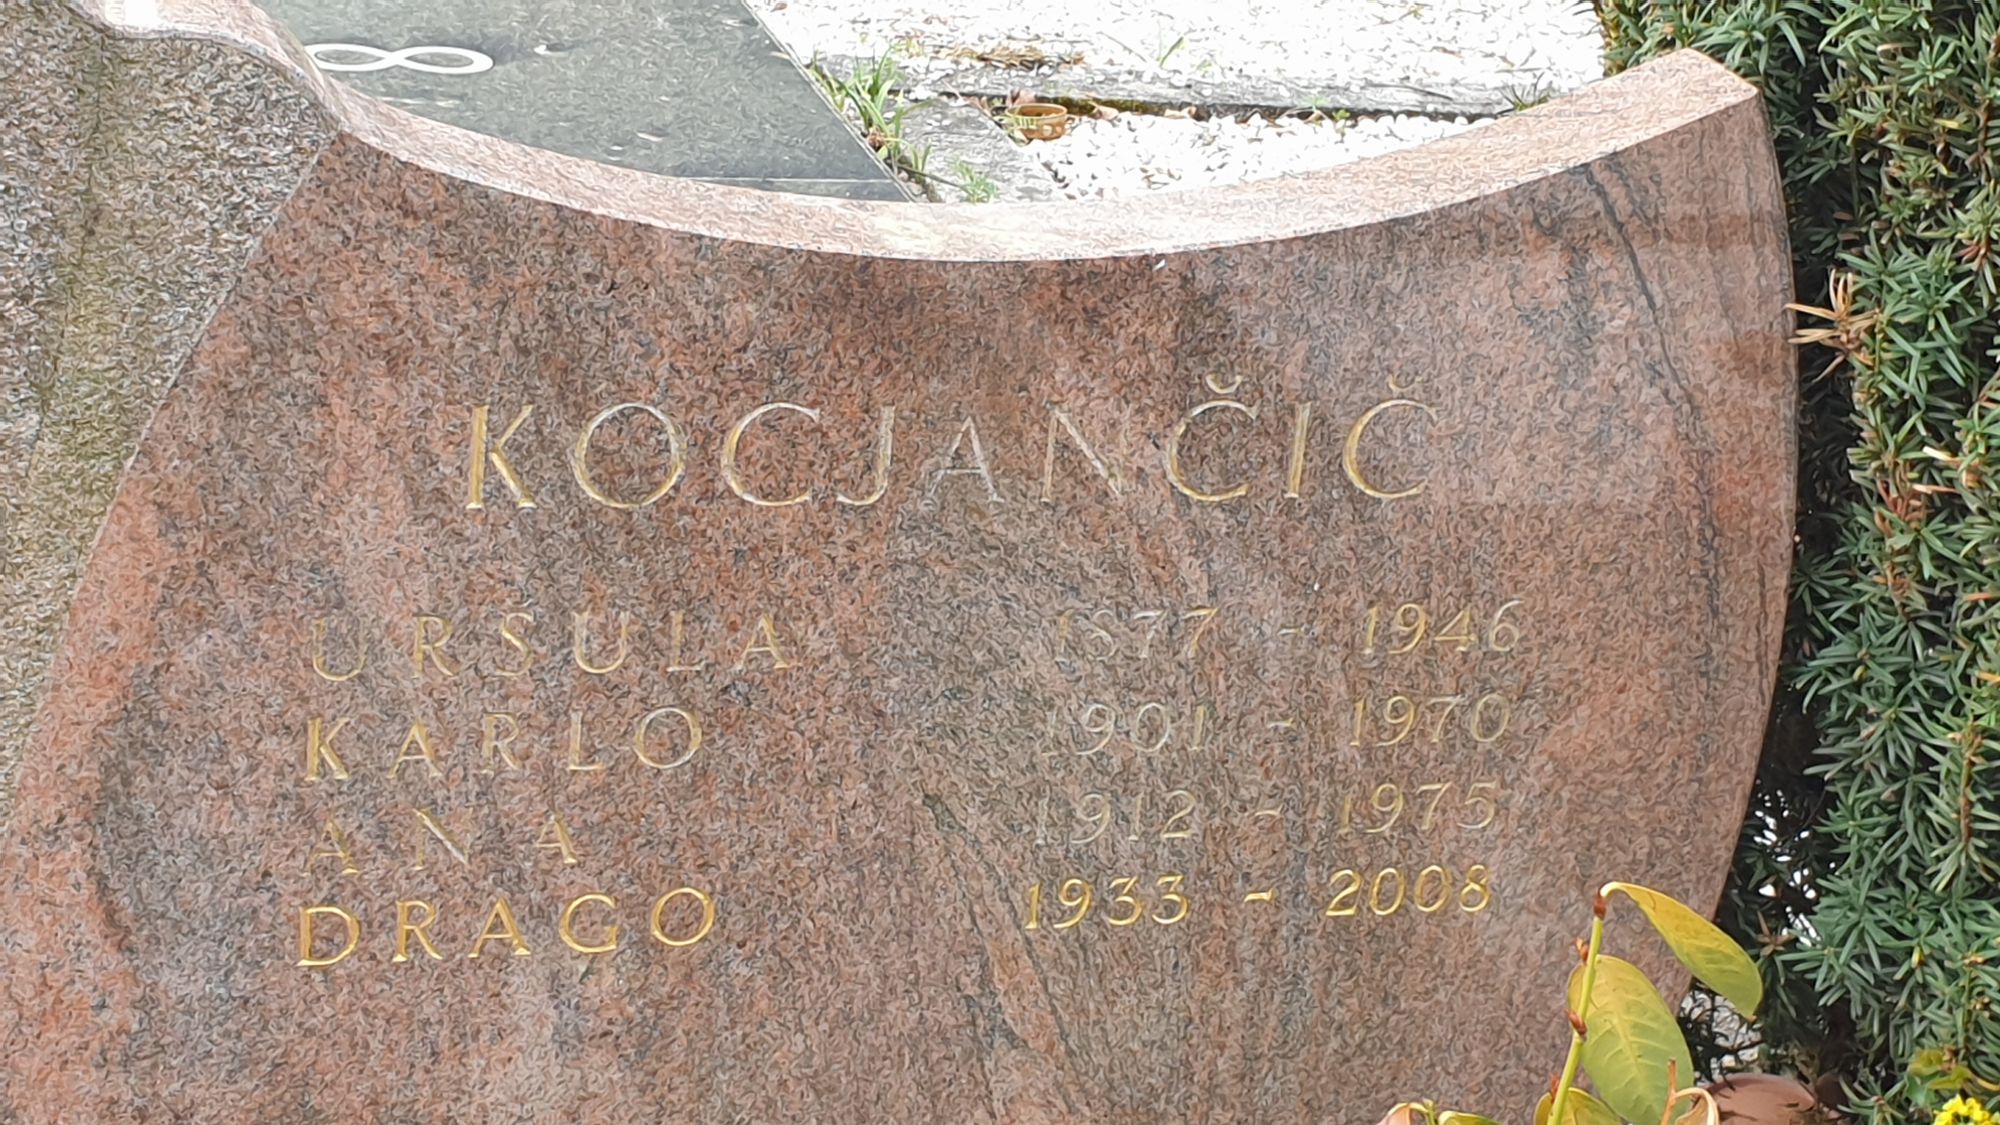 KOCJANČIČ
URŠULA 1877 - 1946
KARLO 1901 - 1970
ANA 1912 - 1975
DRAGO 1933 - 2008